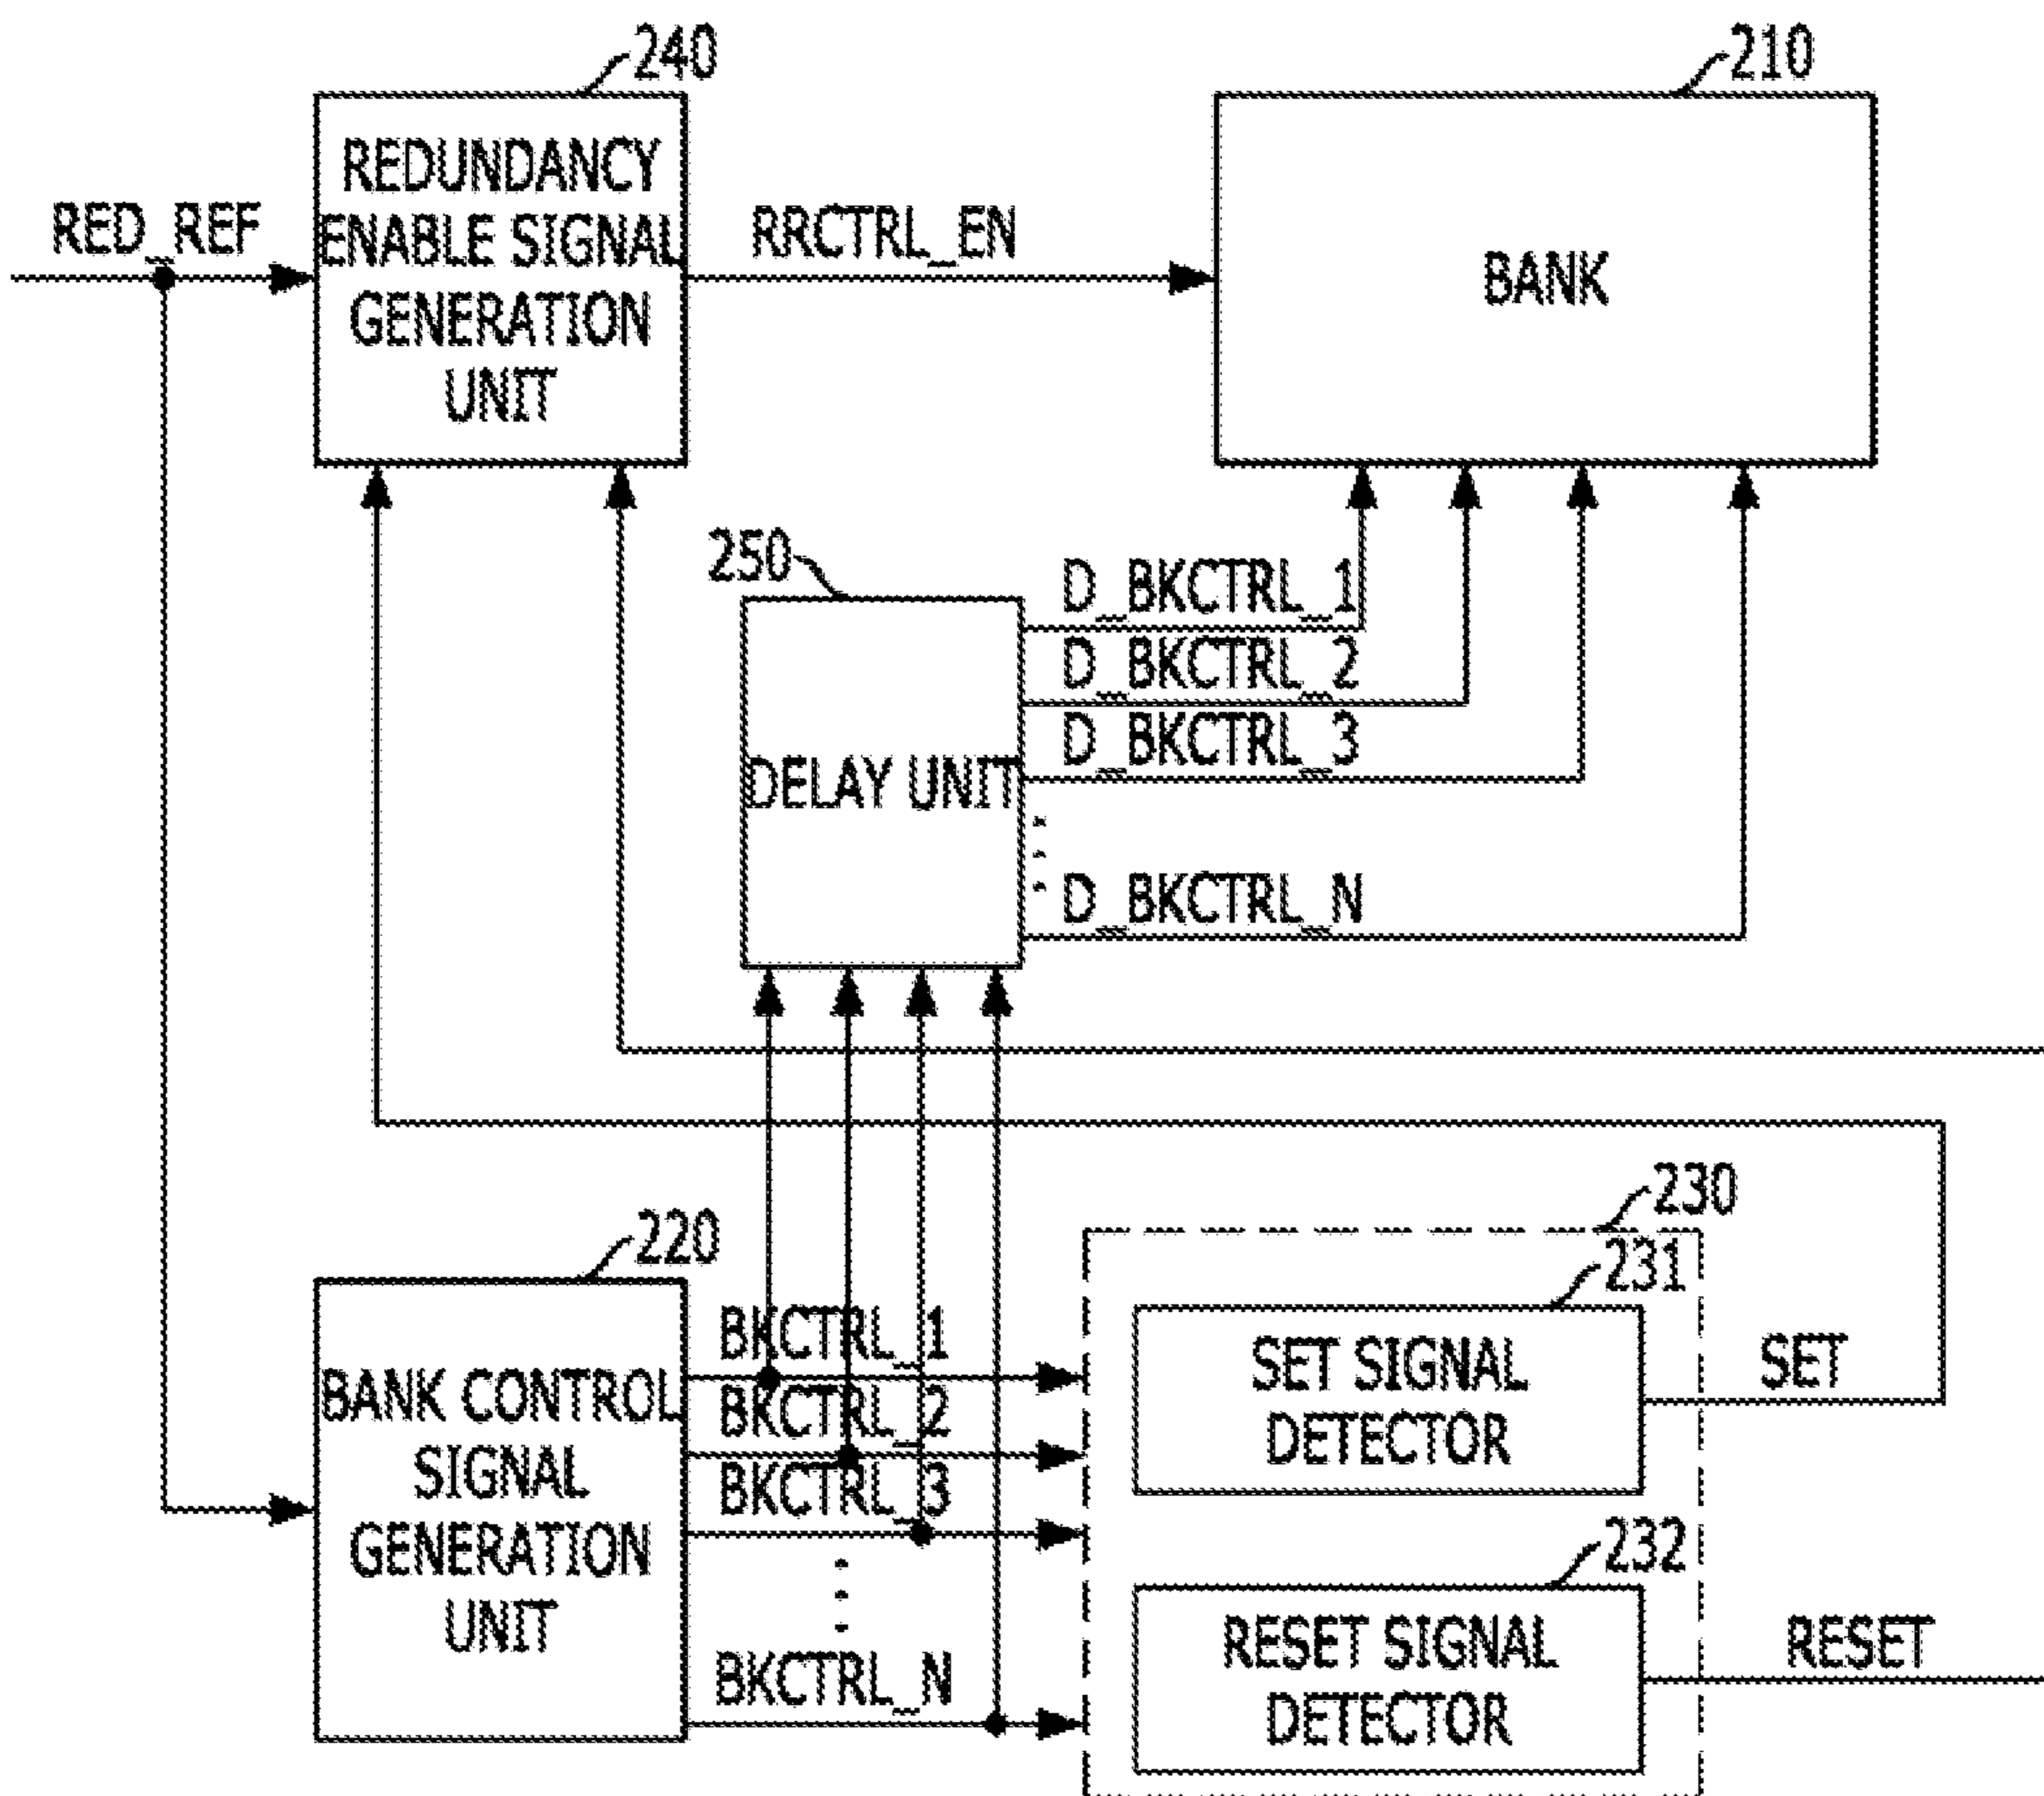 240
210
REDUNDANCY
ENABLE SIGNAL
GENERATION
UNIT
RED_REF
RRCTRL_EN
BANK
250
DELAY UNIT
D_BKCTRL_1
D_BKCTRL_2
D_BKCTRL_3
D_BKCTRL_N
220
BANK CONTROL
SIGNAL
GENERATION
UNIT
BKCTRL_1
BKCTRL_2
BKCTRL_3
BKCTRL_N
230
231
SET SIGNAL
DETECTOR
SET
232
RESET SIGNAL
DETECTOR
RESET